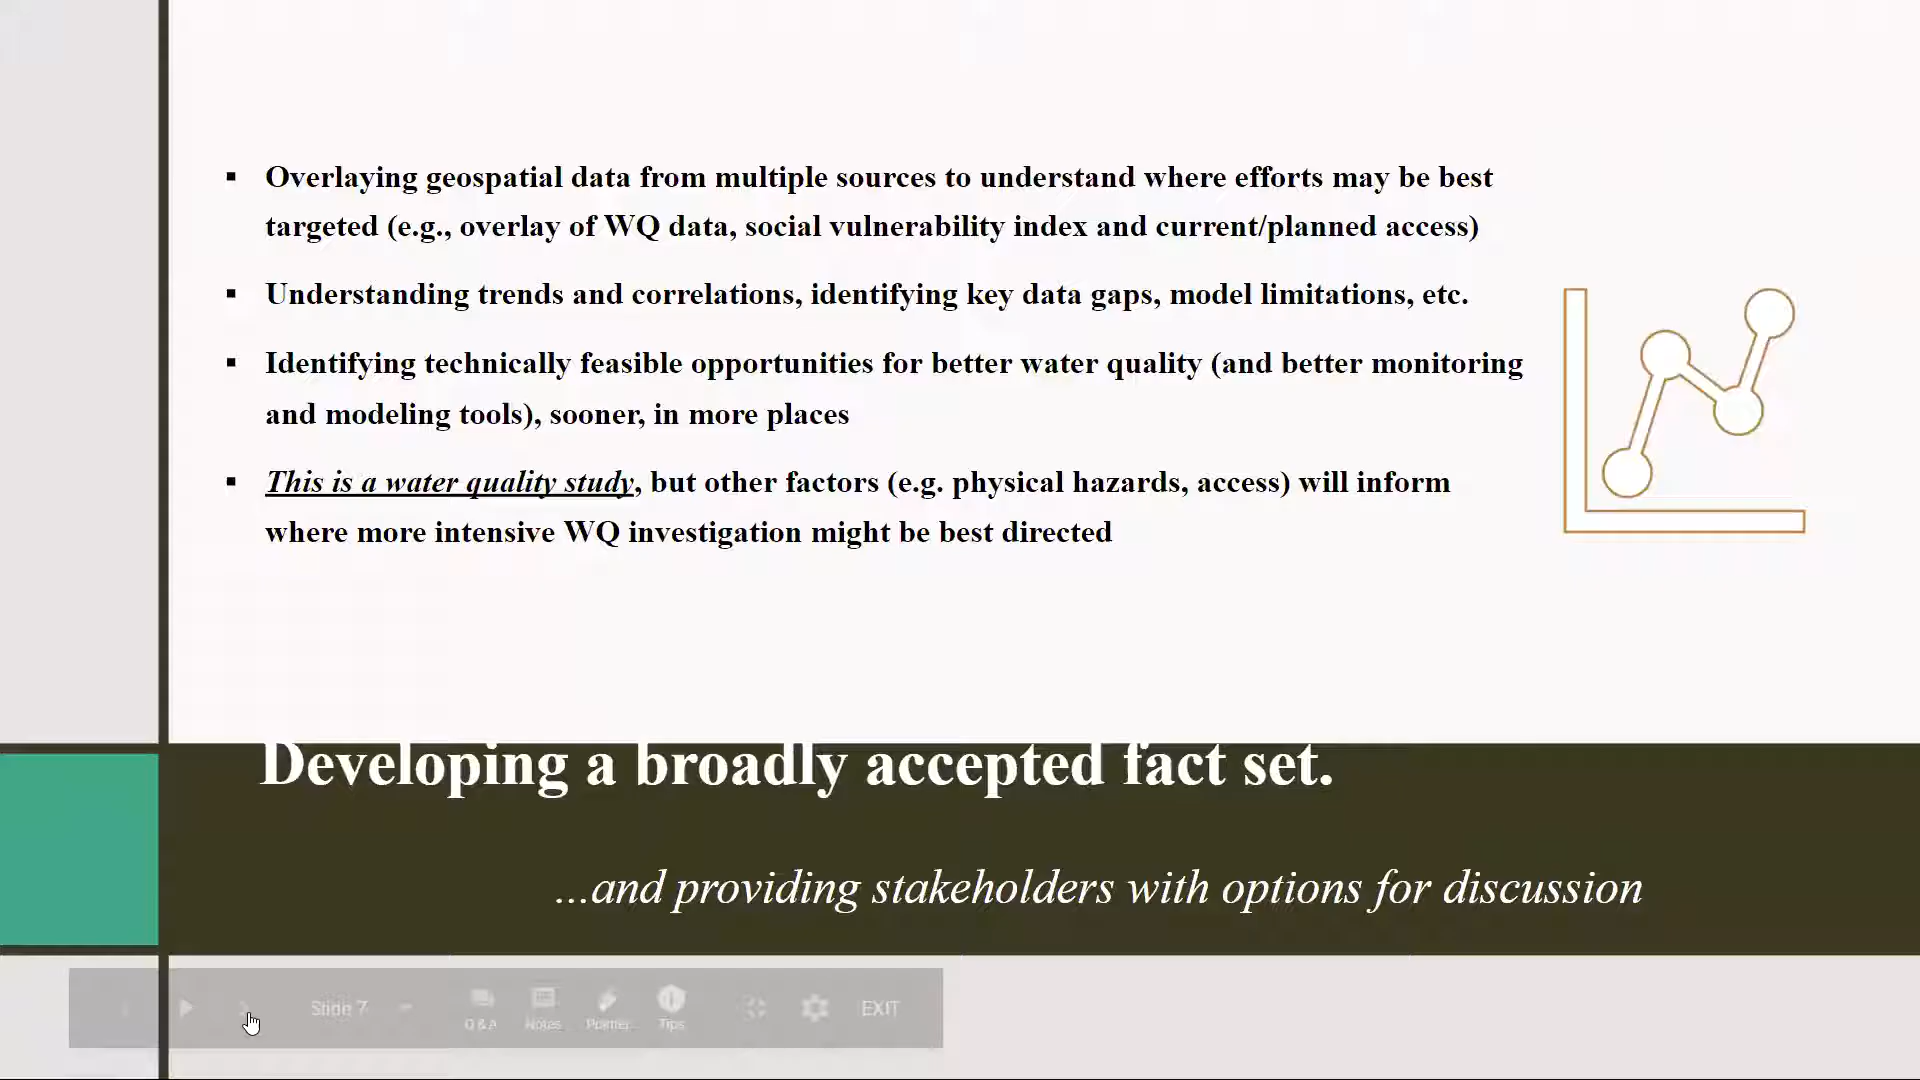 ▪ Overlaying geospatial data from multiple sources to understand where efforts may be best
targeted (e.g., overlay of WQ data, social vulnerability index and current/planned access)
▪ Understanding trends and correlations, identifying key data gaps, model limitations, etc.
▪ Identifying technically feasible opportunities for better water quality (and better monitoring
and modeling tools), sooner, in more places
▪ This is a water quality study, but other factors (e.g. physical hazards, access) will inform
where more intensive WQ investigation might be best directed
Developing a broadly accepted fact set.
...and providing stakeholders with options for discussion
Slide 7
Q & A Notes Pointer Tips
EXIT